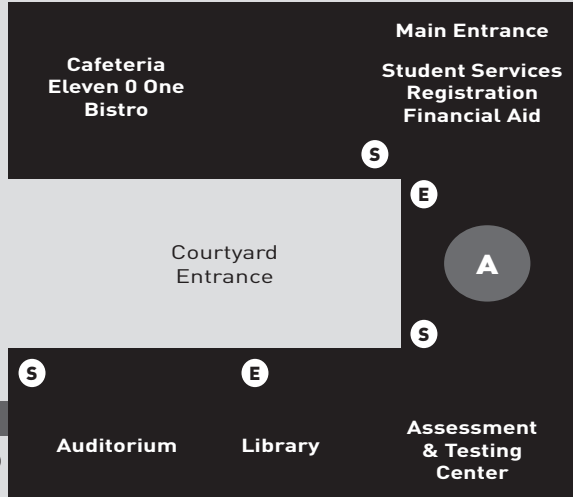 Main Entrance
Cafeteria
Eleven 0 One
Bistro
Student Services
Registration
Financial Aid
S
E
Courtyard
Entrance
A
S
S
E
Auditorium
Library
Assessment
& Testing
Center